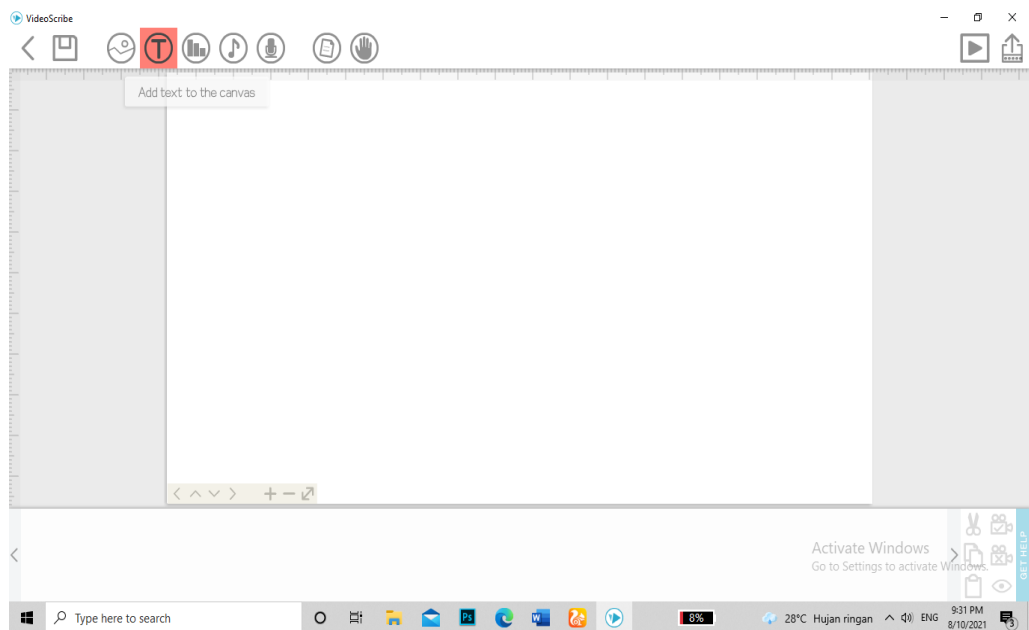 VideoScribe
T
Add text to the canvas
Activate Windows
Go to Settings to activate Windows.
GET HELP
Type here to search
Ps
W
8%
28°C Hujan ringan
ENG
9:31 PM
8/10/2021
3